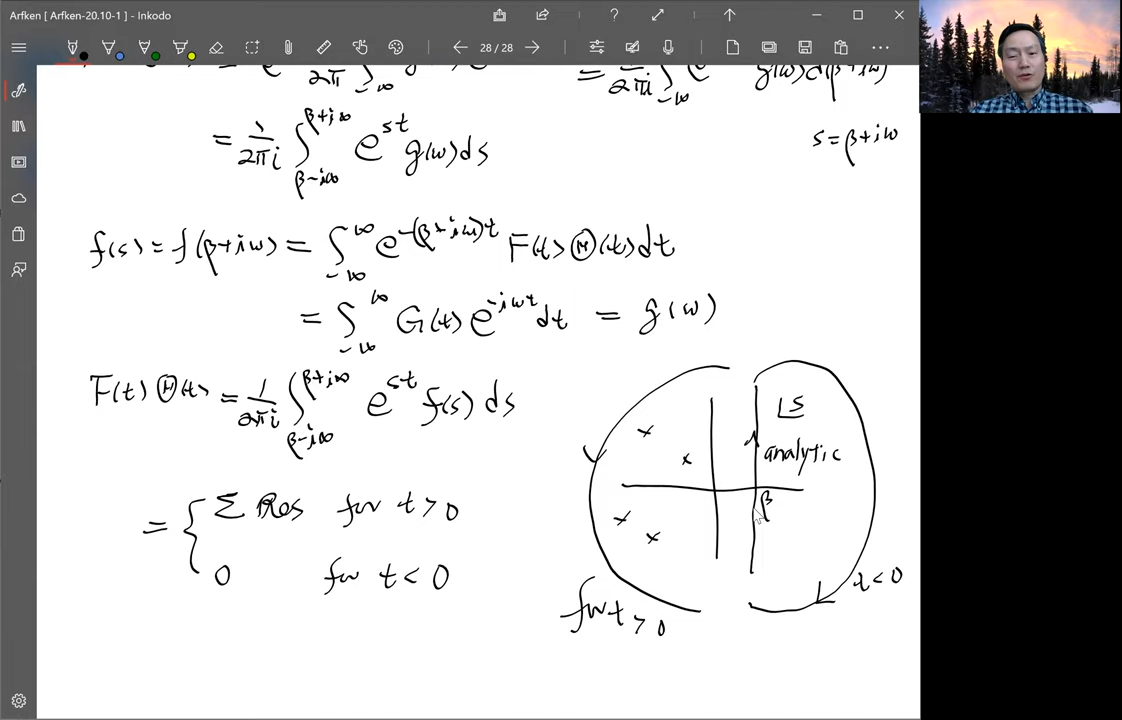 Arfken [ Arfken-20.10-1 ] - Inkodo
28 / 28
= 1/2πi ∫_{β-i∞}^{β+i∞} e^{st} g(ω) ds
s = β+iω
f(s) = f(β+iω) = ∫_{-∞}^{∞} e^{-(β+iω)t} F(t) Θ(t) dt
= ∫_{-∞}^{∞} G(t) e^{-iωt} dt = g(ω)
F(t) Θ(t) = 1/2πi ∫_{β-i∞}^{β+i∞} e^{st} f(s) ds
= { Σ Res for t > 0
0 for t < 0
s
analytic
β
t < 0
for t > 0